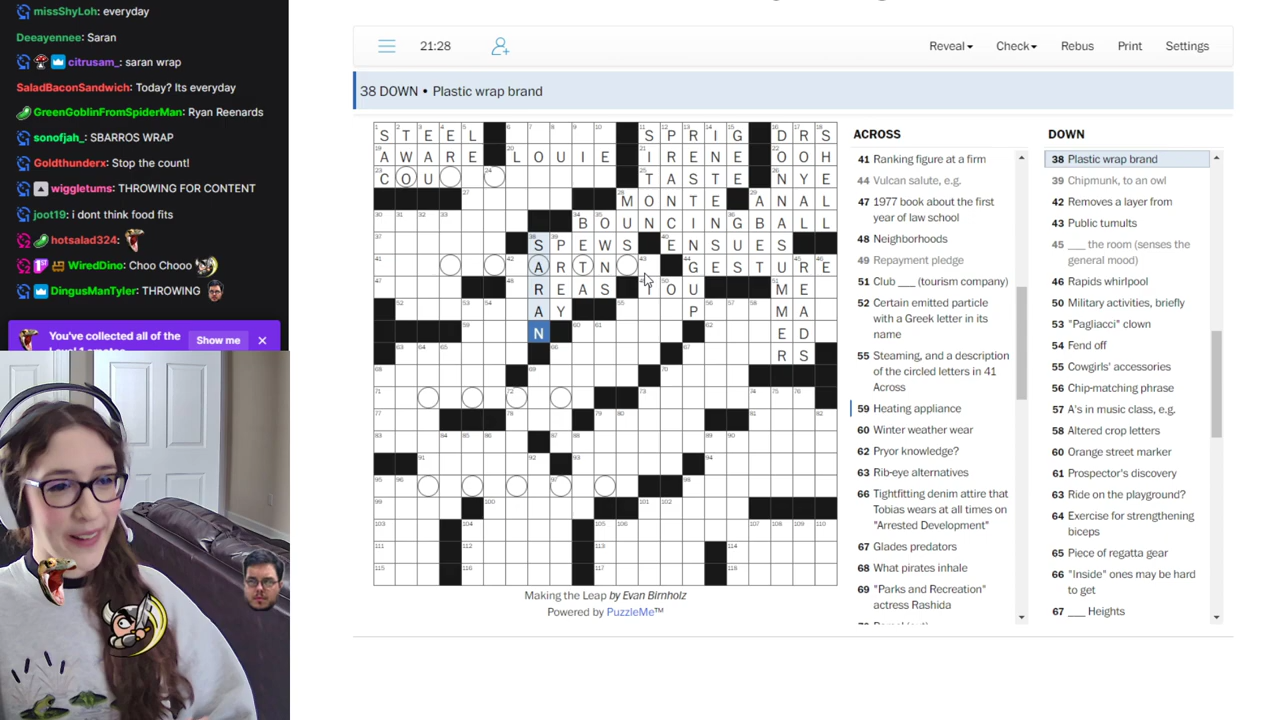 missShyLoh: everyday
Deeayennee: Saran
citrusam_: saran wrap
SaladBaconSandwich: Today? Its everyday
GreenGoblinFromSpiderMan: Ryan Reenards
sonofjah_: SBARROS WRAP
Goldthunderx: Stop the count!
wiggletums: THROWING FOR CONTENT
joot19: i dont think food fits
hotsalad324:
WiredDino: Choo Chooo
DingusManTyler: THROWING
You've collected all of the
Show me
21:28
Reveal
Check
Rebus
Print
Settings
38 DOWN • Plastic wrap brand
STEEL SPRIG DRS
AWARE LOUIE IRENE OOH
COU TASTE NYE
MONTE ANAL
BOUNCINGBALL
SPEWS ENSUES
ARTN GESTURE
REAS TOU ME
AY P MA
N ED
RS
Making the Leap by Evan Birnholz
Powered by PuzzleMe™
ACROSS
41 Ranking figure at a firm
44 Vulcan salute, e.g.
47 1977 book about the first
year of law school
48 Neighborhoods
49 Repayment pledge
51 Club ___ (tourism company)
52 Certain emitted particle
with a Greek letter in its
name
55 Steaming, and a description
of the circled letters in 41
Across
59 Heating appliance
60 Winter weather wear
62 Pryor knowledge?
63 Rib-eye alternatives
66 Tightfitting denim attire that
Tobias wears at all times on
"Arrested Development"
67 Glades predators
68 What pirates inhale
69 "Parks and Recreation"
actress Rashida
DOWN
38 Plastic wrap brand
39 Chipmunk, to an owl
42 Removes a layer from
43 Public tumults
45 ___ the room (senses the
general mood)
46 Rapids whirlpool
50 Military activities, briefly
53 "Pagliacci" clown
54 Fend off
55 Cowgirls' accessories
56 Chip-matching phrase
57 A's in music class, e.g.
58 Altered crop letters
60 Orange street marker
61 Prospector's discovery
63 Ride on the playground?
64 Exercise for strengthening
biceps
65 Piece of regatta gear
66 "Inside" ones may be hard
to get
67 ___ Heights